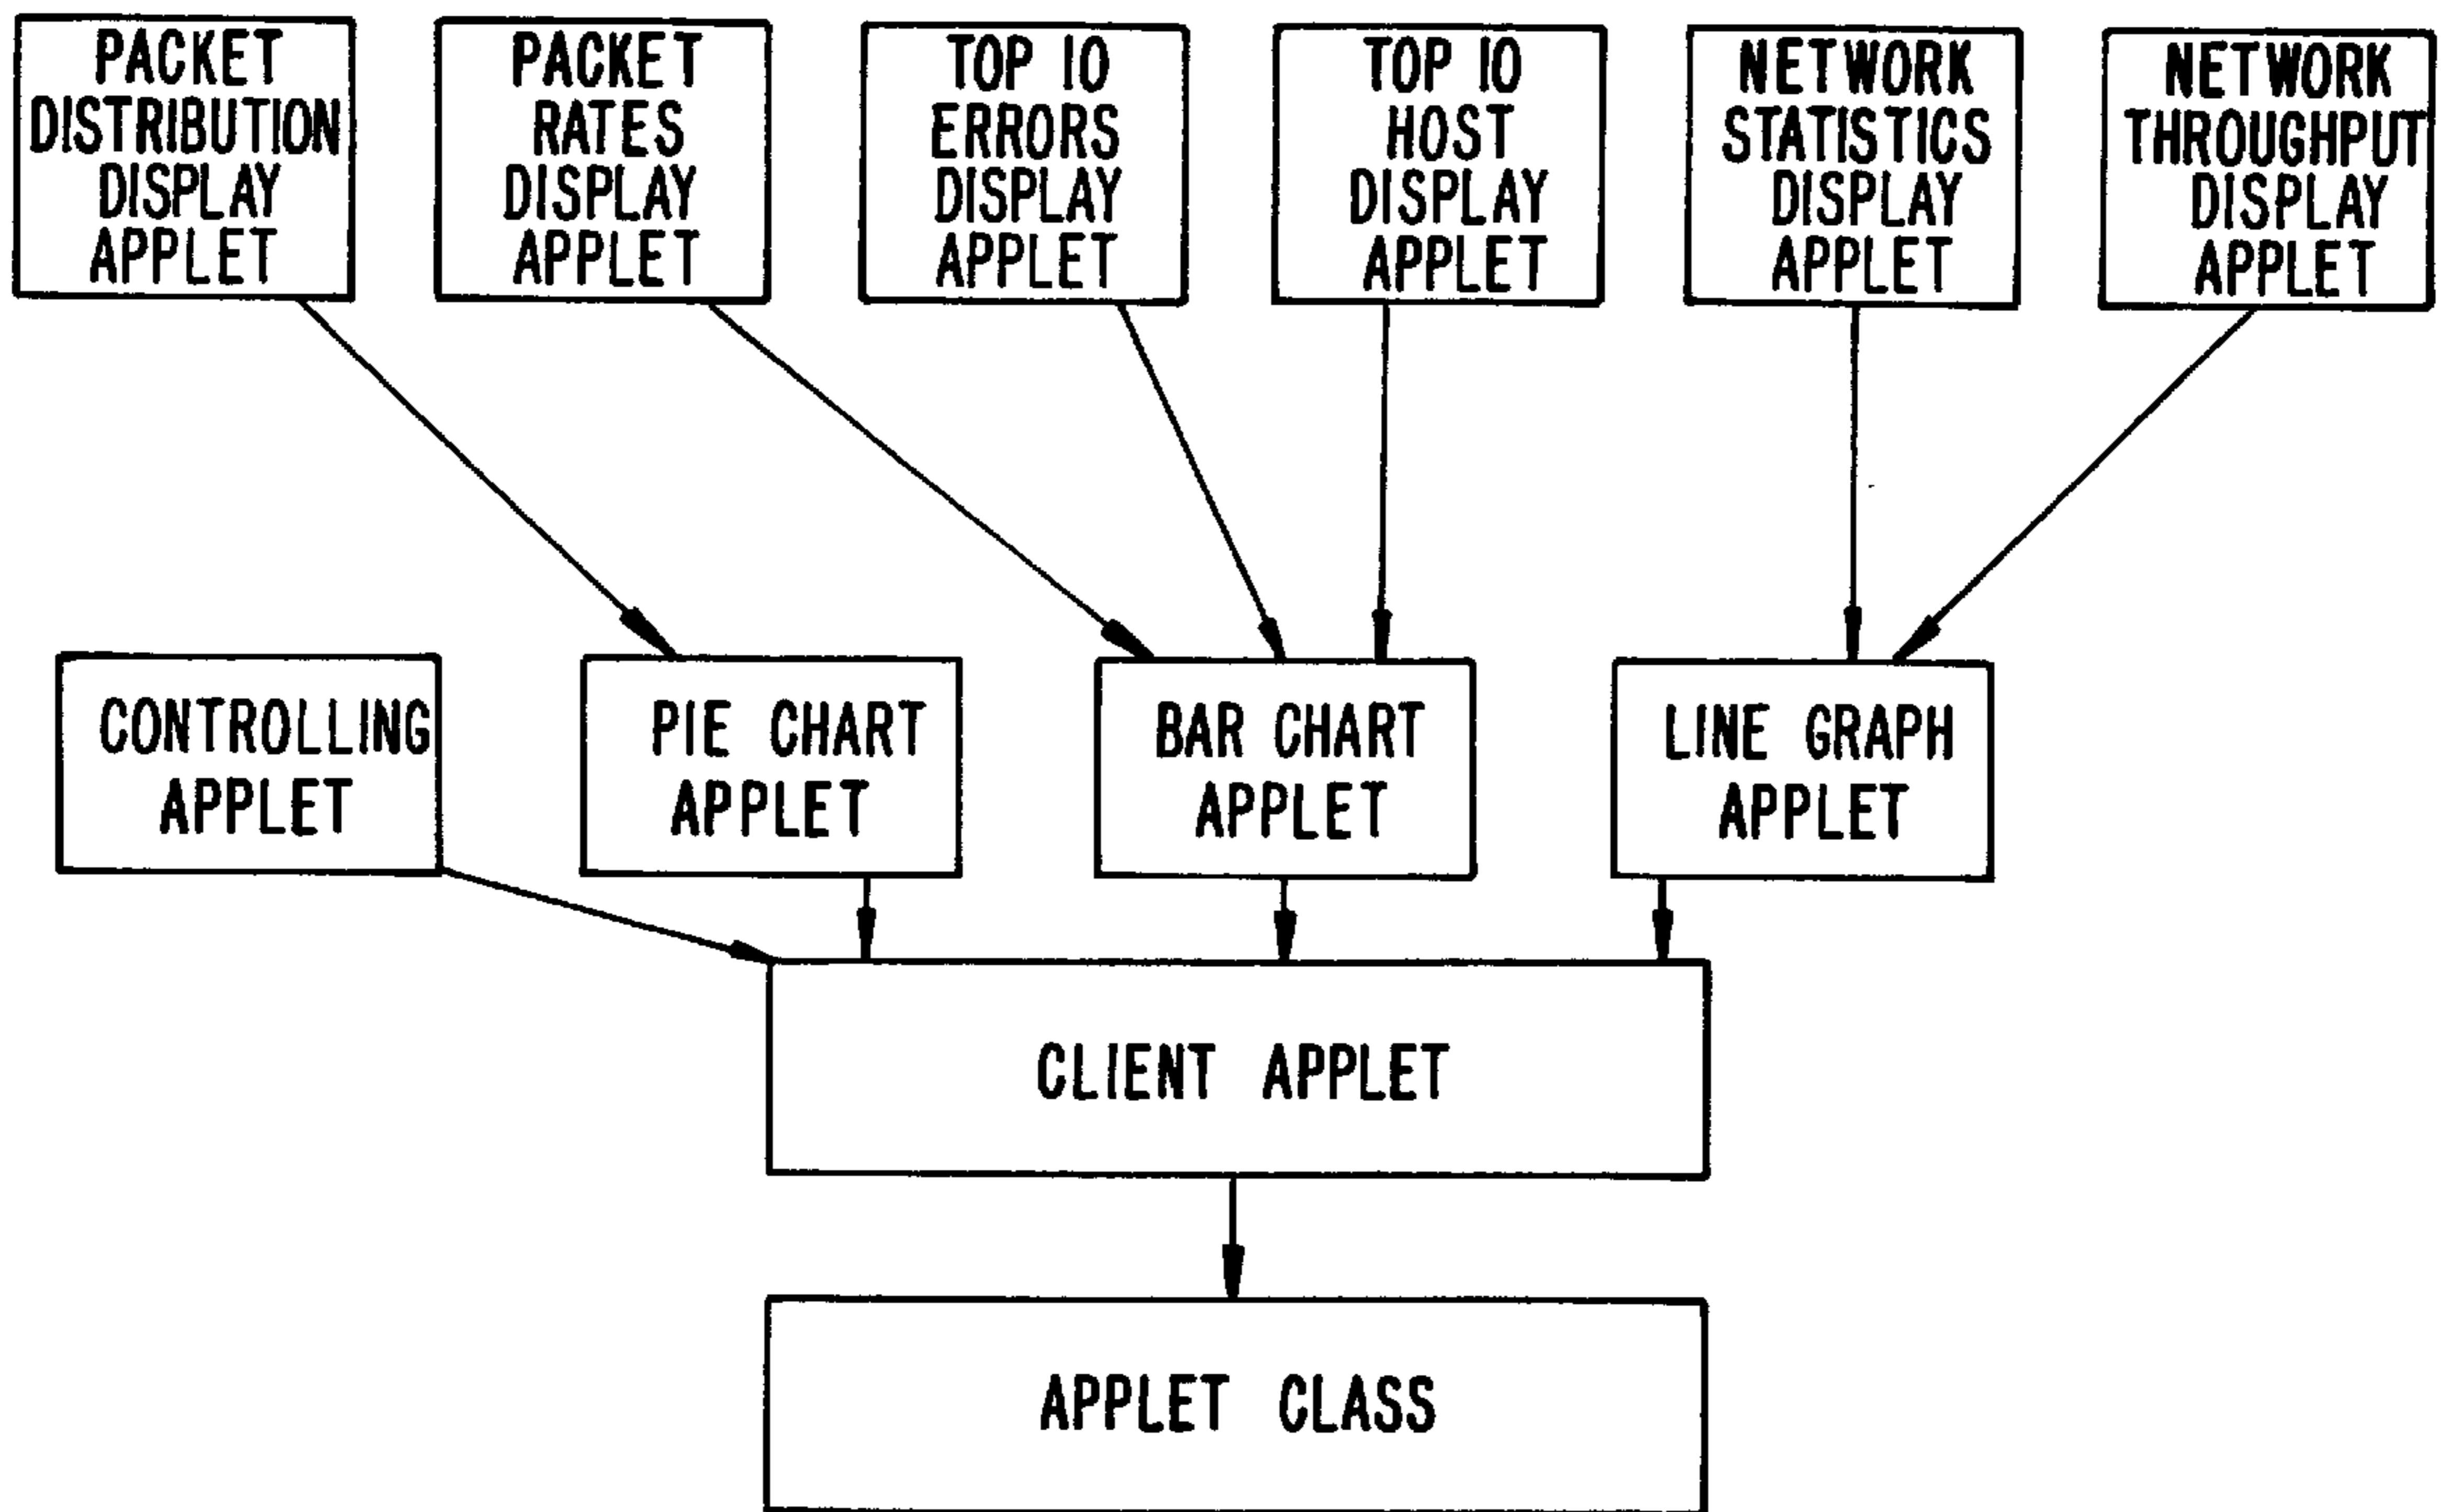 PACKET
DISTRIBUTION
DISPLAY
APPLET
PACKET
RATES
DISPLAY
APPLET
TOP 10
ERRORS
DISPLAY
APPLET
TOP 10
HOST
DISPLAY
APPLET
NETWORK
STATISTICS
DISPLAY
APPLET
NETWORK
THROUGHPUT
DISPLAY
APPLET
CONTROLLING
APPLET
PIE CHART
APPLET
BAR CHART
APPLET
LINE GRAPH
APPLET
CLIENT APPLET
APPLET CLASS